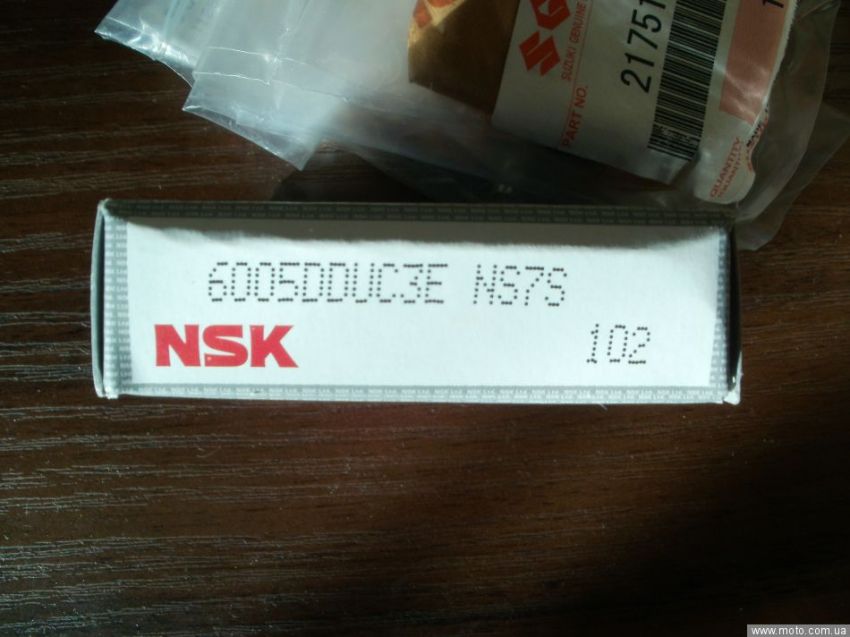 SUZUKI GENUINE
PART NO.
21751
QUANTITY
6005DDUC3E NS7S
NSK
102
www.moto.com.ua